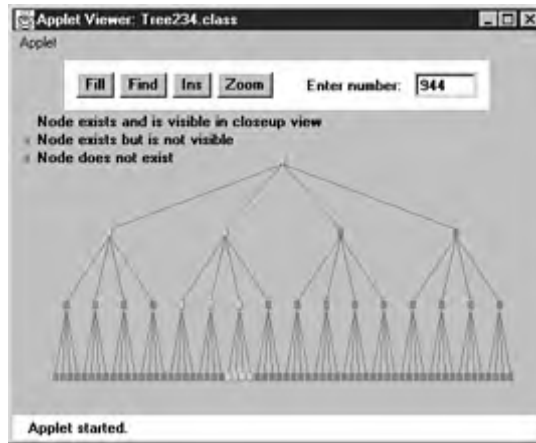 Applet Viewer: Tree234.class
Applet
Fill Find Ins Zoom Enter number: 944
Node exists and is visible in closeup view
Node exists but is not visible
Node does not exist
Applet started.